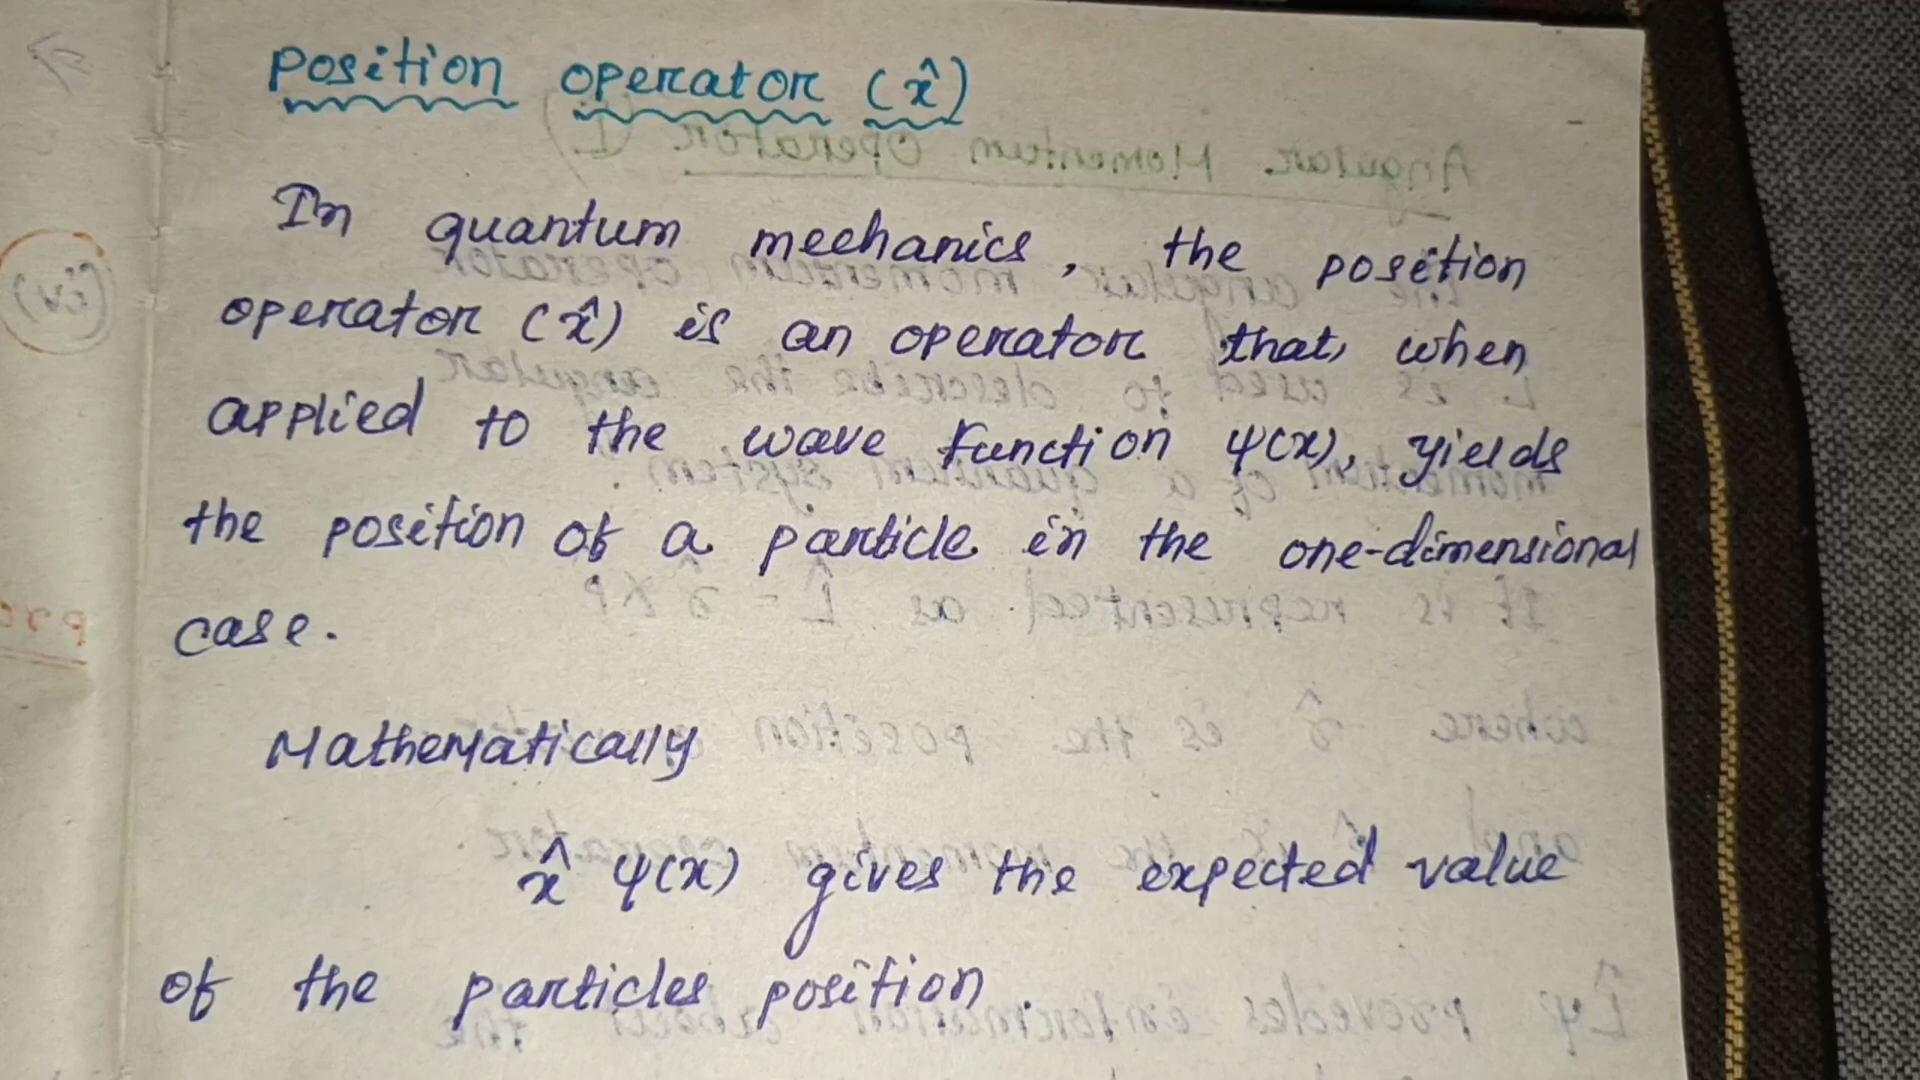 Position operator (x̂)
In quantum mechanics, the position
operator (x̂) is an operator that, when
applied to the wave function ψ(x), yields
the position of a particle in the one-dimensional
case.
Mathematically
x̂ ψ(x) gives the expected value
of the particles position.
(iv)